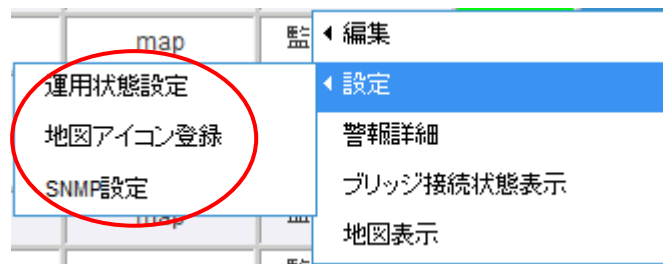 map
監
編集
運用状態設定
設定
地図アイコン登録
警報詳細
SNMP設定
ブリッジ接続状態表示
map
地図表示